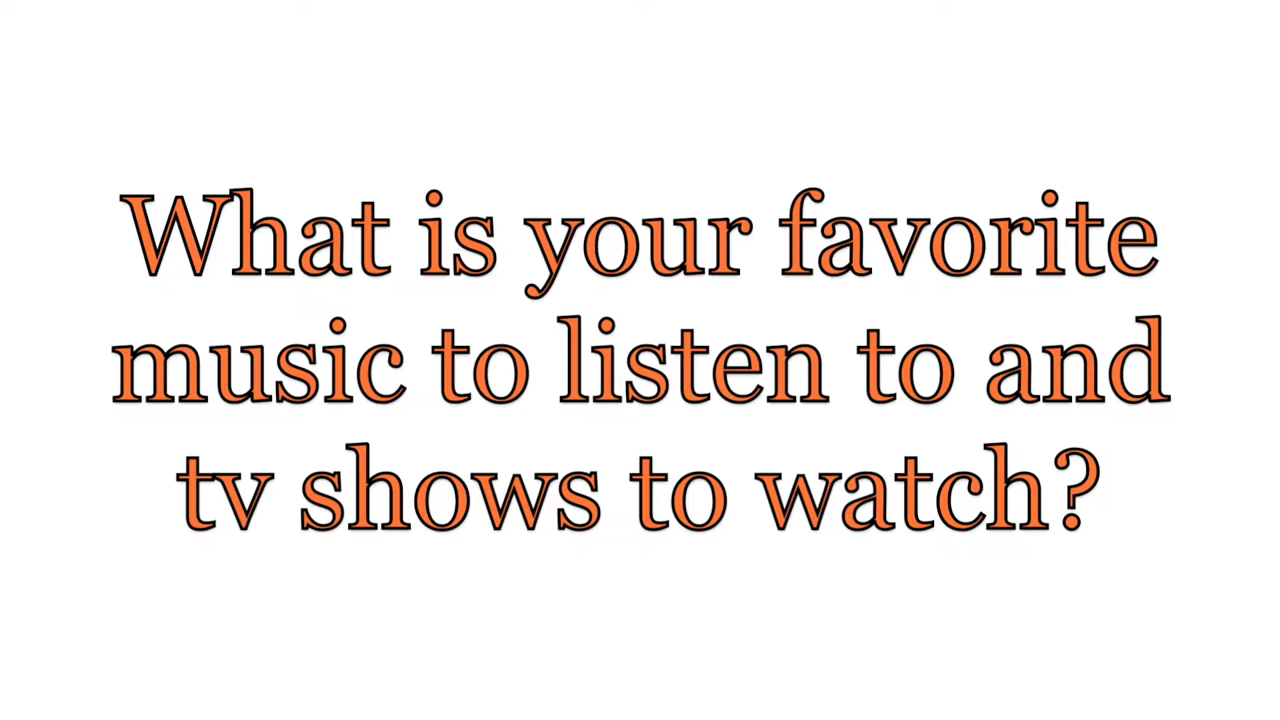 What is your favorite
music to listen to and
tv shows to watch?